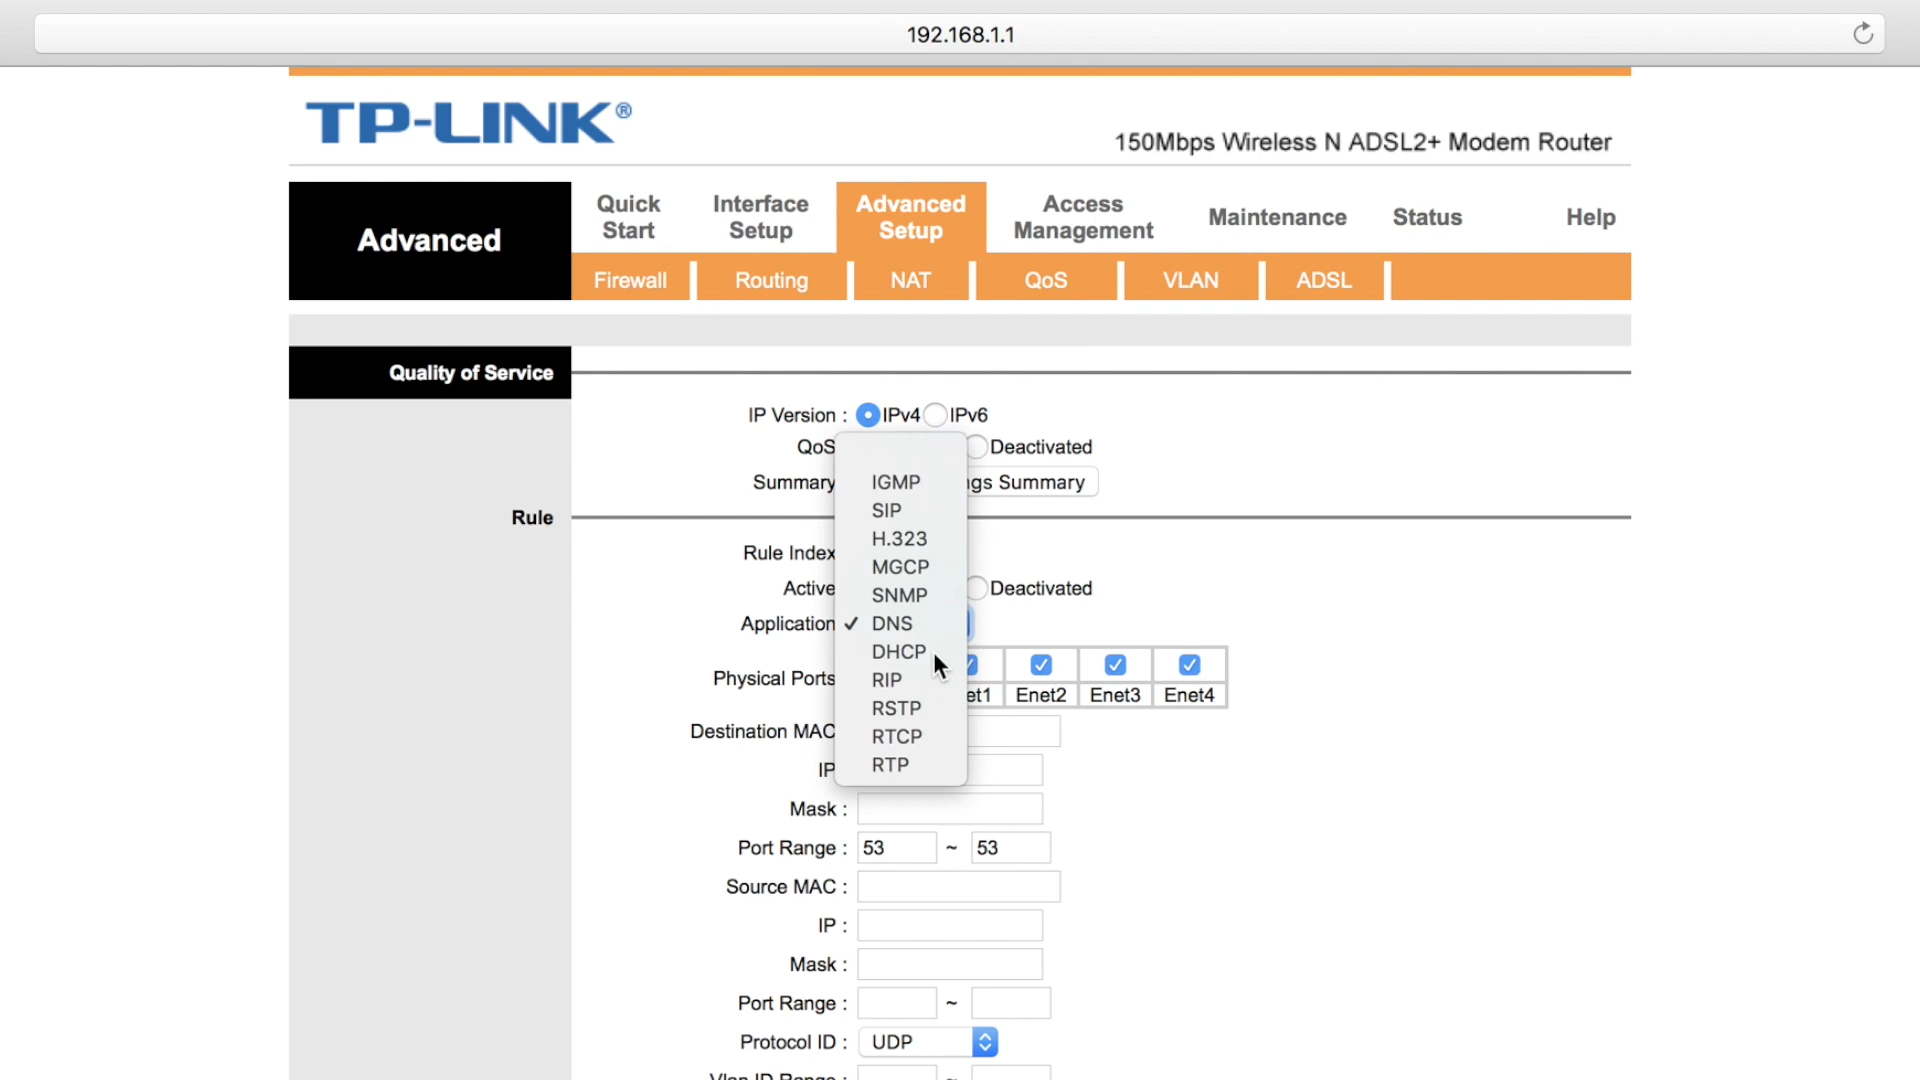 192.168.1.1
TP-LINK®
150Mbps Wireless N ADSL2+ Modem Router
Advanced
Quick Start
Interface Setup
Advanced Setup
Access Management
Maintenance
Status
Help
Firewall
Routing
NAT
QoS
VLAN
ADSL
Quality of Service
IP Version : IPv4 IPv6
QoS Deactivated
Summary ngs Summary
Rule
Rule Index
Active Deactivated
Application
IGMP
SIP
H.323
MGCP
SNMP
✓ DNS
DHCP
RIP
RSTP
RTCP
RTP
Physical Ports
et1 Enet2 Enet3 Enet4
Destination MAC
IP
Mask :
Port Range : 53 ~ 53
Source MAC :
IP :
Mask :
Port Range : ~
Protocol ID : UDP
Vlan ID Range : ~